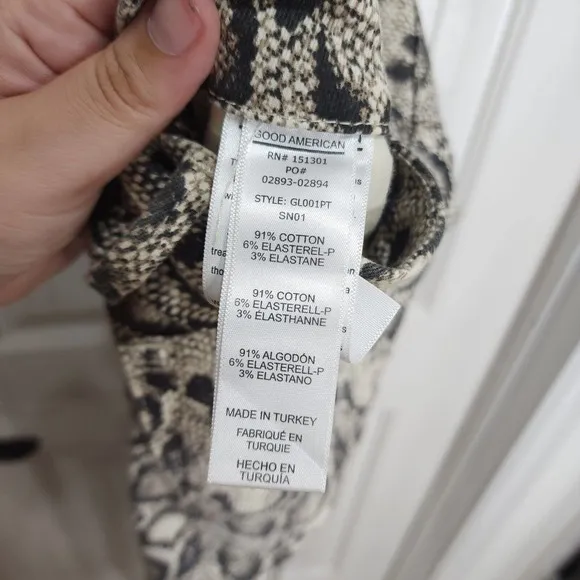 GOOD AMERICAN
RN# 151301
PO#
02893-02894
STYLE: GL001PT
SN01
91% COTTON
6% ELASTEREL-P
3% ELASTANE
91% COTON
6% ELASTERELL-P
3% ÉLASTHANNE
91% ALGODÓN
6% ELASTERELL-P
3% ELASTANO
MADE IN TURKEY
FABRIQUÉ EN
TURQUIE
HECHO EN
TURQUÍA